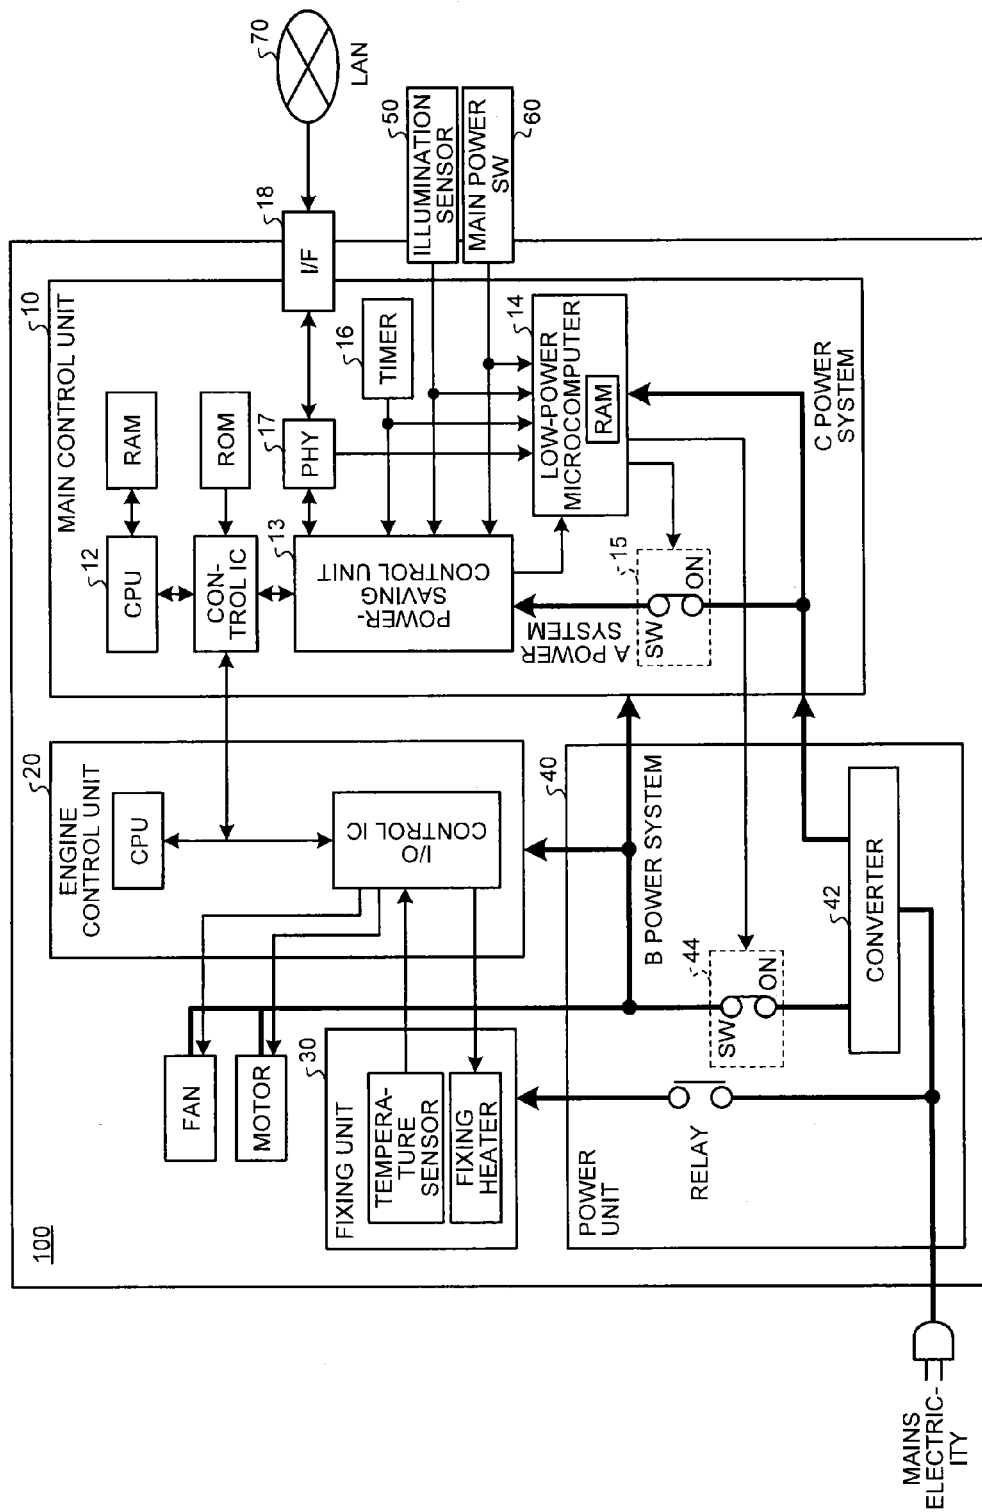 100
MAIN CONTROL UNIT
10
RAM
ROM
12
CPU
CON-
TROL IC
17
PHY
18
I/F
70
LAN
16
TIMER
50
ILLUMINATION
SENSOR
MAIN POWER
SW
60
13
POWER-
SAVING
CONTROL UNIT
14
LOW-POWER
MICROCOMPUTER
RAM
A POWER
SYSTEM
15
SW
ON
C POWER
SYSTEM
20
ENGINE
CONTROL UNIT
CPU
I/O
CONTROL IC
FAN
MOTOR
30
FIXING UNIT
TEMPERA-
TURE
SENSOR
FIXING
HEATER
40
B POWER SYSTEM
44
SW
ON
42
CONVERTER
RELAY
POWER
UNIT
MAINS
ELECTRIC-
ITY